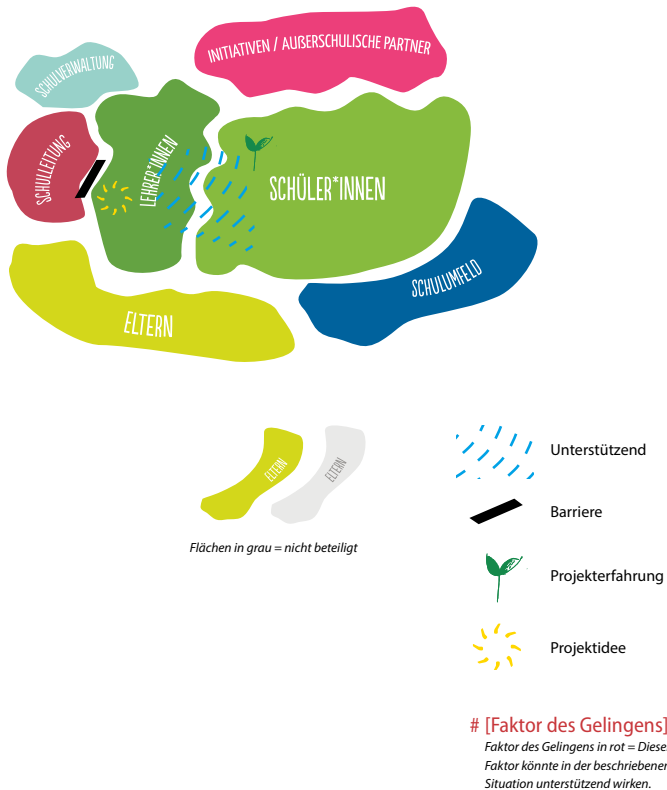 INITIATIVEN / AUßERSCHULISCHE PARTNER
SCHULVERWALTUNG
SCHULLEITUNG
LEHRER*INNEN
SCHÜLER*INNEN
SCHULUMFELD
ELTERN
ELTERN
ELTERN
Flächen in grau = nicht beteiligt
Unterstützend
Barriere
Projekterfahrung
Projektidee
# [Faktor des Gelingens]
Faktor des Gelingens in rot = Diese
Faktor könnte in der beschriebener
Situation unterstützend wirken.